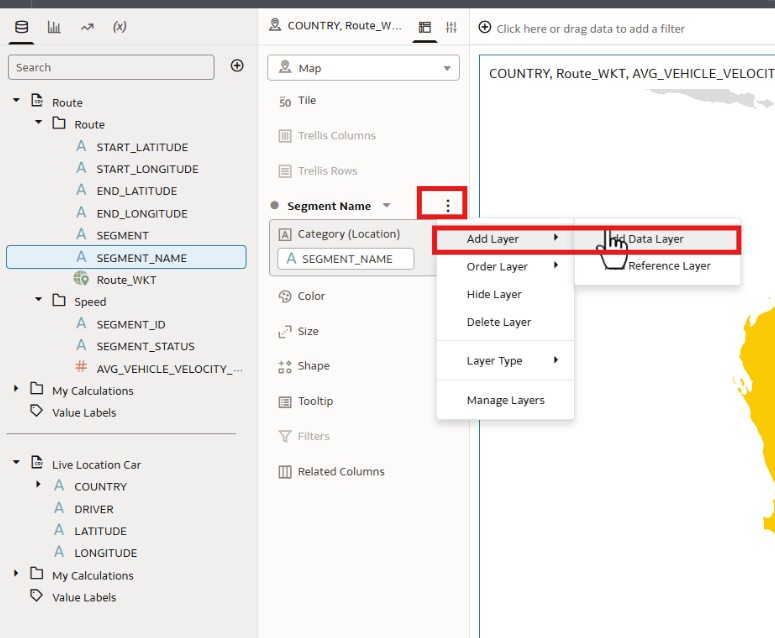 (x)
COUNTRY, Route_W...
Click here or drag data to add a filter
Search
Map
COUNTRY, Route_WKT, AVG_VEHICLE_VELOCIT
Route
50 Tile
Route
A START_LATITUDE
Trellis Columns
A START_LONGITUDE
Trellis Rows
A END_LATITUDE
A END_LONGITUDE
Segment Name
A SEGMENT
A Category (Location)
Add Layer
Data Layer
A SEGMENT_NAME
A SEGMENT_NAME
Order Layer
Reference Layer
Route_WKT
Color
Hide Layer
Speed
A SEGMENT_ID
Size
Delete Layer
A SEGMENT_STATUS
Shape
Layer Type
# AVG_VEHICLE_VELOCITY_...
My Calculations
Tooltip
Manage Layers
Value Labels
Filters
Live Location Car
Related Columns
A COUNTRY
A DRIVER
A LATITUDE
A LONGITUDE
My Calculations
Value Labels